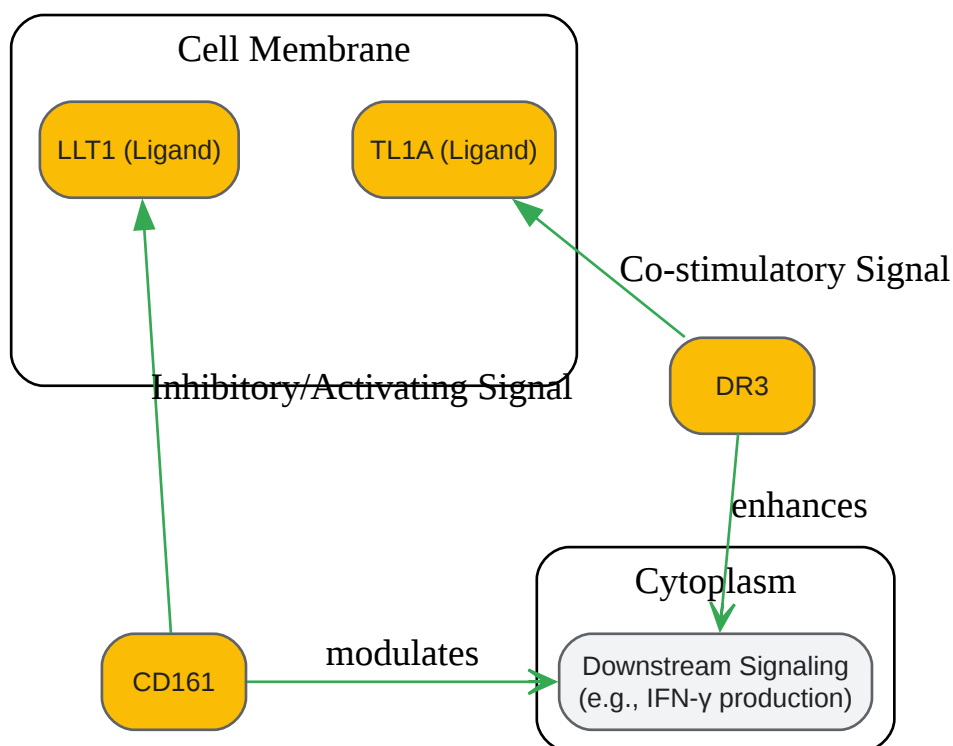 Cell Membrane
LLT1 (Ligand)
TL1A (Ligand)
Co-stimulatory Signal
Inhibitory/Activating Signal
DR3
enhances
Cytoplasm
CD161
modulates
Downstream Signaling
(e.g., IFN-γ production)